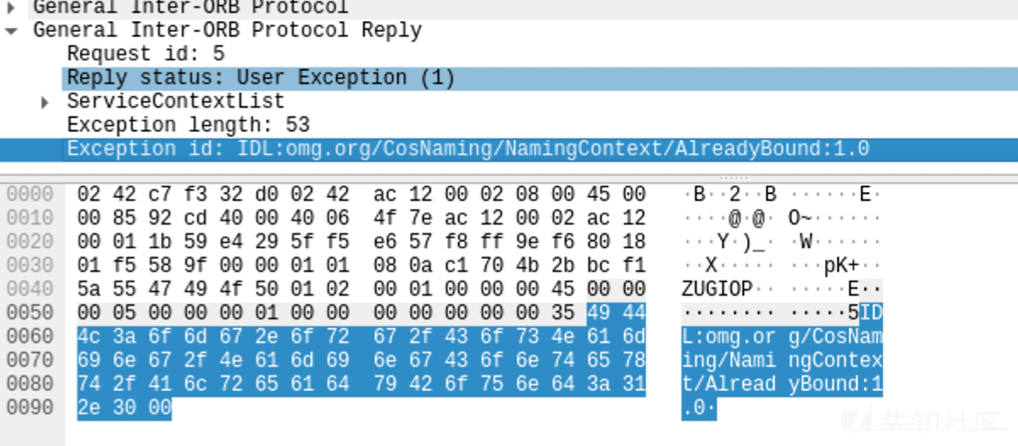 General Inter-ORB Protocol
General Inter-ORB Protocol Reply
Request id: 5
Reply status: User Exception (1)
ServiceContextList
Exception length: 53
Exception id: IDL:omg.org/CosNaming/NamingContext/AlreadyBound:1.0
0000 02 42 c7 f3 32 d0 02 42 ac 12 00 02 08 00 45 00 ·B··2··B ······E·
0010 00 85 92 cd 40 00 40 06 4f 7e ac 12 00 02 ac 12 ····@·@· O~······
0020 00 01 1b 59 e4 29 5f f5 e6 57 f8 ff 9e f6 80 18 ···Y·)_· ·W······
0030 01 f5 58 9f 00 00 01 01 08 0a c1 70 4b 2b bc f1 ··X····· ···pK+··
0040 5a 55 47 49 4f 50 01 02 00 01 00 00 00 45 00 00 ZUGIOP·· ·····E··
0050 00 05 00 00 00 01 00 00 00 00 00 00 00 35 49 44 ········ ·····5ID
0060 4c 3a 6f 6d 67 2e 6f 72 67 2f 43 6f 73 4e 61 6d L:omg.or g/CosNam
0070 69 6e 67 2f 4e 61 6d 69 6e 67 43 6f 6e 74 65 78 ing/Nami ngContex
0080 74 2f 41 6c 72 65 61 64 79 42 6f 75 6e 64 3a 31 t/Alread yBound:1
0090 2e 30 00 .0·
先知社区